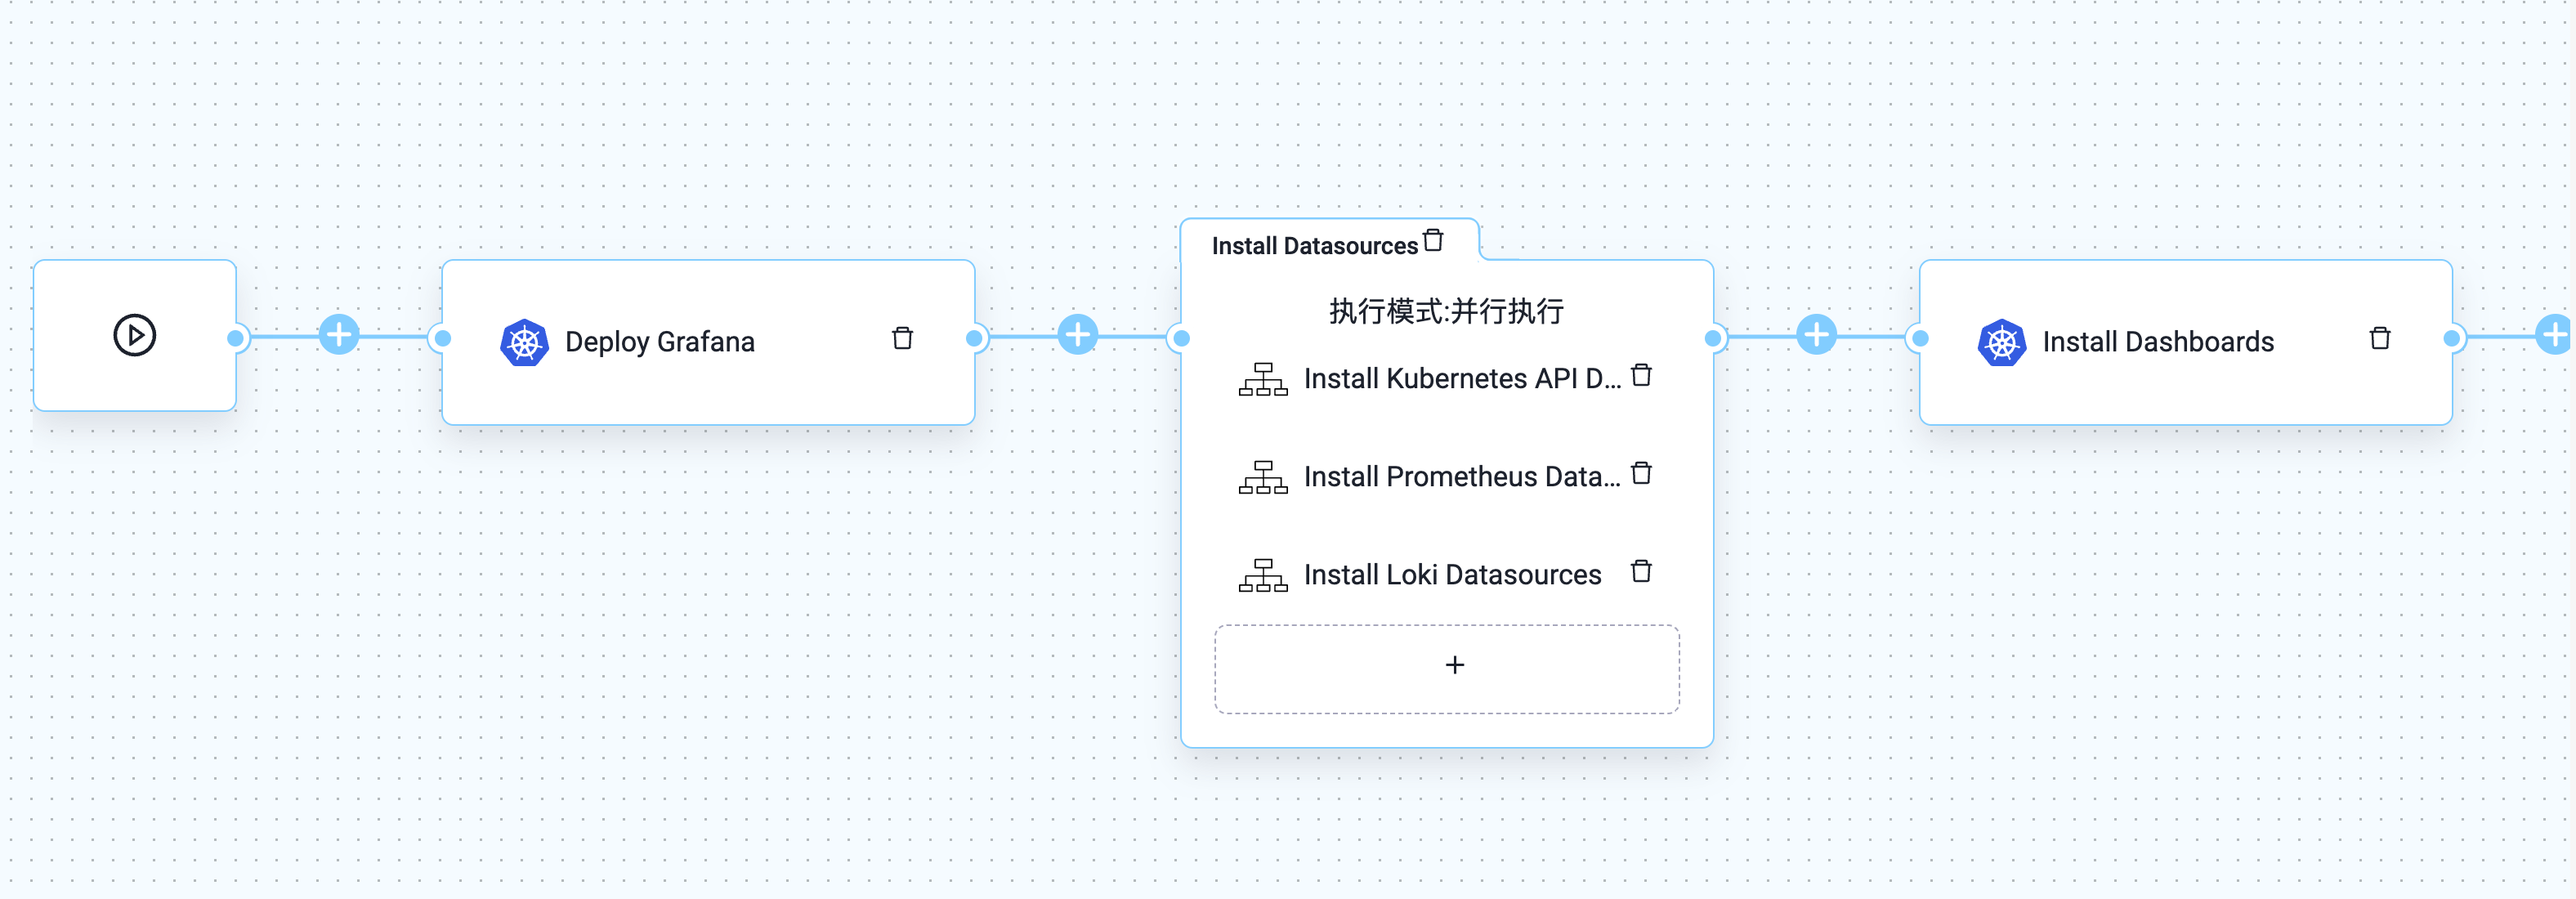 Deploy Grafana
Install Datasources
执行模式:并行执行
Install Kubernetes API D...
Install Prometheus Data...
Install Loki Datasources
+
Install Dashboards